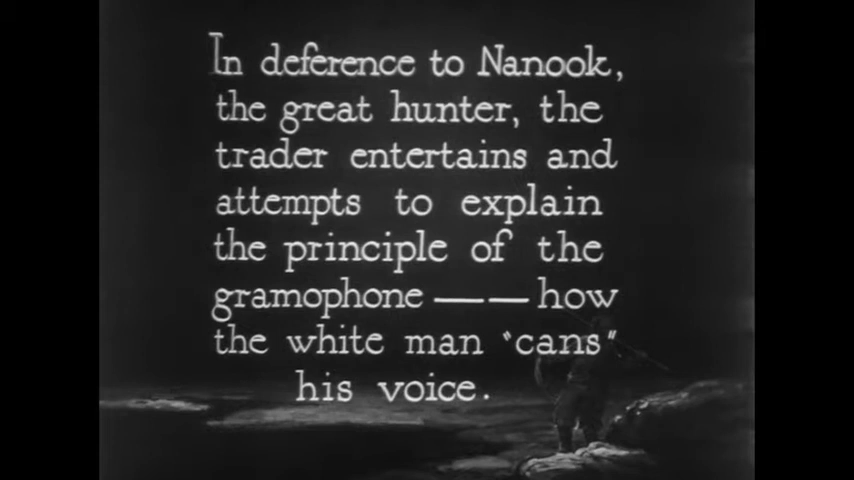 In deference to Nanook,
the great hunter, the
trader entertains and
attempts to explain
the principle of the
gramophone — — how
the white man "cans"
his voice.